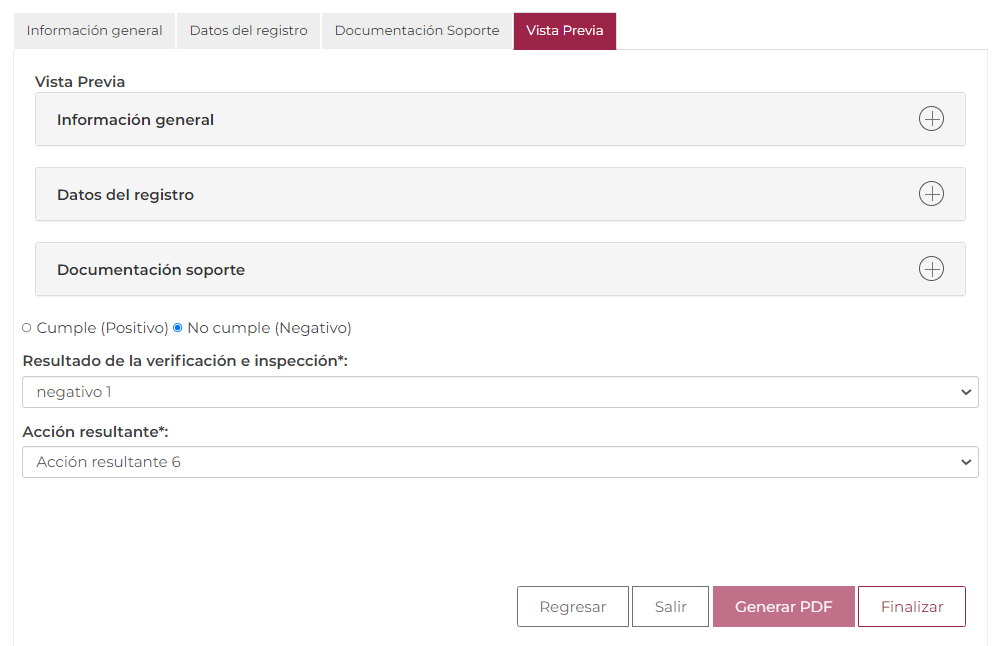 Información general Datos del registro Documentación Soporte Vista Previa
Vista Previa
Información general
Datos del registro
Documentación soporte
Cumple (Positivo) No cumple (Negativo)
Resultado de la verificación e inspección*:
negativo 1
Acción resultante*:
Acción resultante 6
Regresar Salir Generar PDF Finalizar